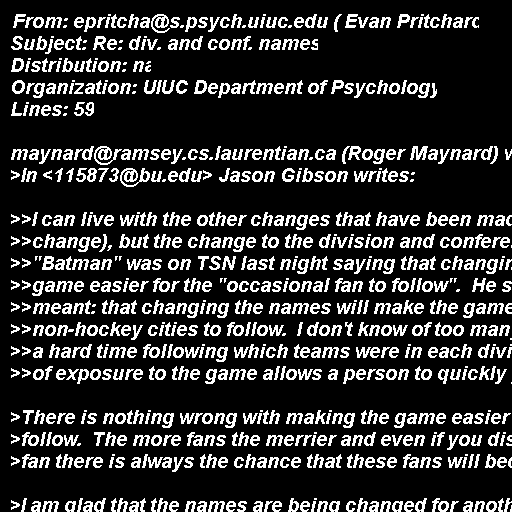 From: epritcha@s.psych.uiuc.edu ( Evan Pritchard
Subject: Re: div. and conf. names
Distribution: na
Organization: UIUC Department of Psychology
Lines: 59

maynard@ramsey.cs.laurentian.ca (Roger Maynard) w
>In <115873@bu.edu> Jason Gibson writes:

>>I can live with the other changes that have been mad
>>change), but the change to the division and confere
>>"Batman" was on TSN last night saying that changin
>>game easier for the "occasional fan to follow".  He s
>>meant: that changing the names will make the game
>>non-hockey cities to follow.  I don't know of too man
>>a hard time following which teams were in each divi
>>of exposure to the game allows a person to quickly

>There is nothing wrong with making the game easier
>follow.  The more fans the merrier and even if you dis
>fan there is always the chance that these fans will bec

>I am glad that the names are being changed for anoth